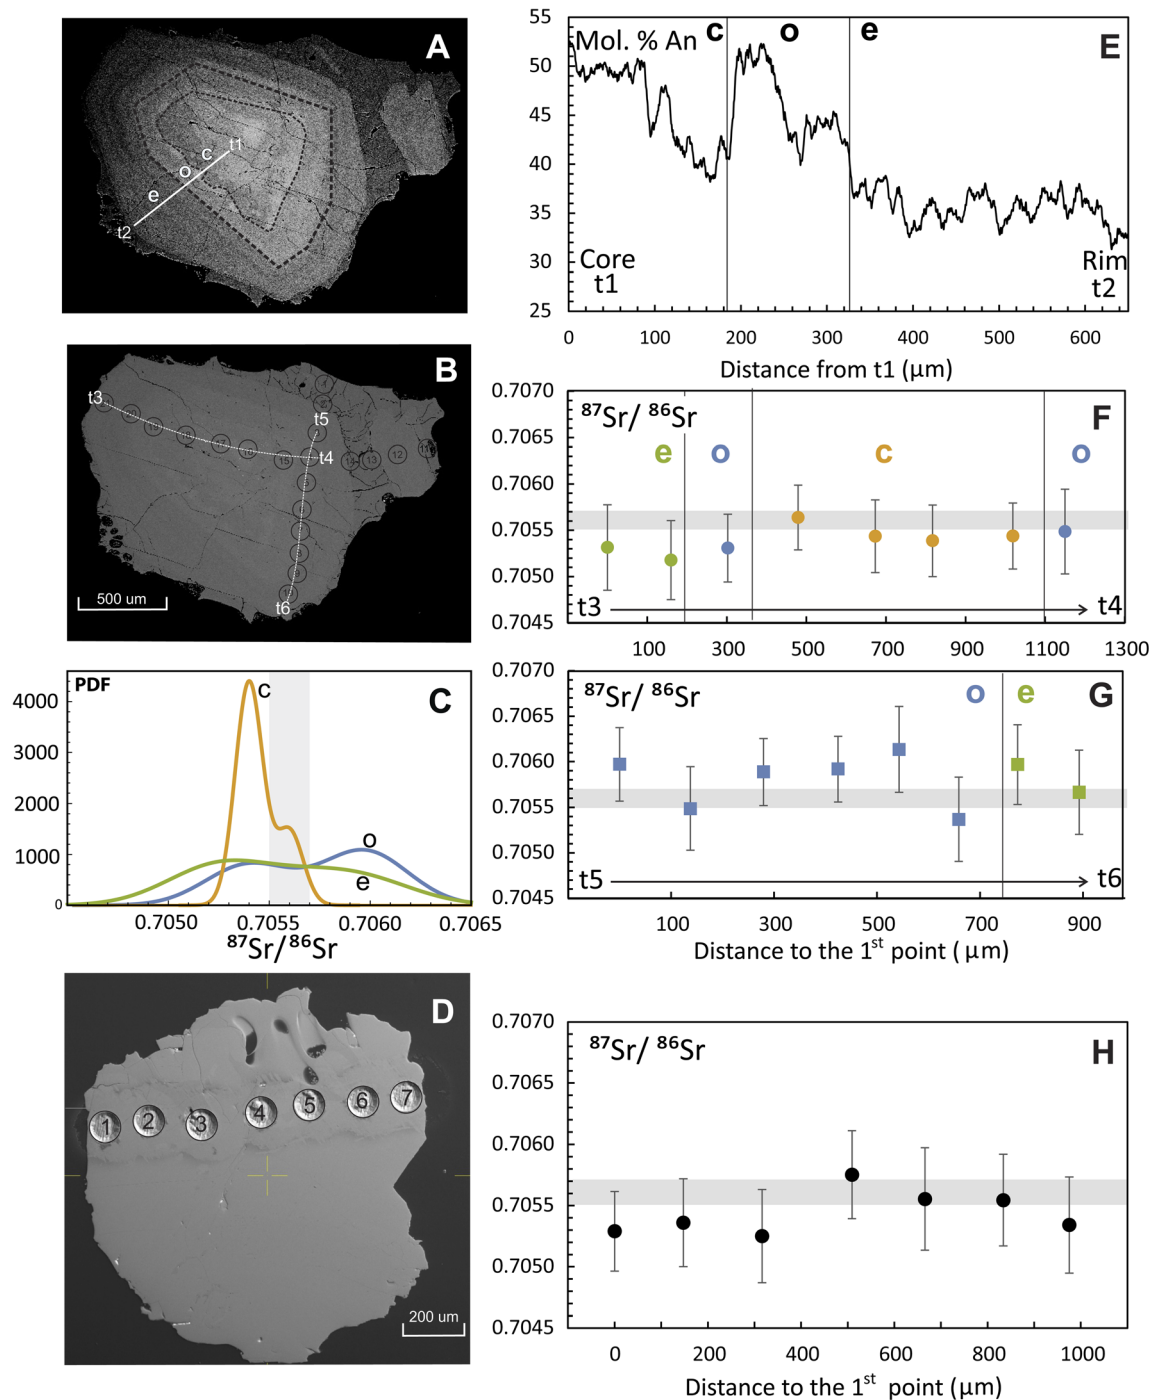 A
t1
c
o
e
t2
B
t3
t5
t4
15
14
13
12
11
t6
500 um
PDF
C
c
o
e
4000
3000
2000
1000
0
0.7050
0.7055
0.7060
0.7065
⁸⁷Sr/⁸⁶Sr
D
1
2
3
4
5
6
7
200 um
55
50
45
40
35
30
25
Mol. % An
c
o
e
E
Core
t1
Rim
t2
0 100 200 300 400 500 600
Distance from t1 (µm)
0.7070
0.7065
0.7060
0.7055
0.7050
0.7045
⁸⁷Sr/ ⁸⁶Sr
F
e
o
c
o
t3
t4
100 300 500 700 900 1100 1300
0.7070
0.7065
0.7060
0.7055
0.7050
0.7045
⁸⁷Sr/ ⁸⁶Sr
o
e
G
t5
t6
100 300 500 700 900
Distance to the 1ˢᵗ point ( µm)
0.7070
0.7065
0.7060
0.7055
0.7050
0.7045
⁸⁷Sr/ ⁸⁶Sr
H
0 200 400 600 800 1000
Distance to the 1ˢᵗ point (µm)